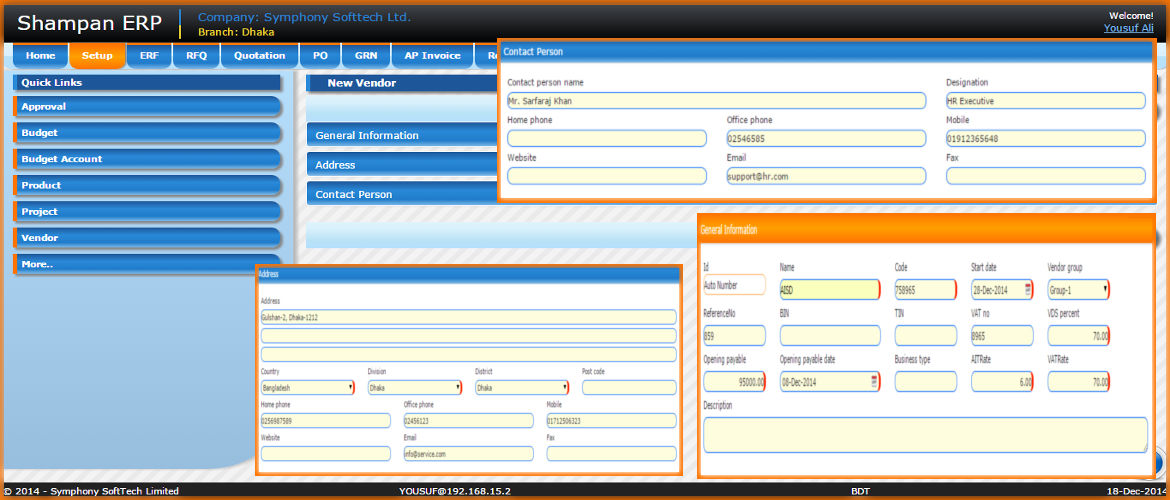 Shampan ERP
Company: Symphony Softtech Ltd.
Branch: Dhaka
Welcome!
Yousuf Ali
Home Setup ERF RFQ Quotation PO GRN AP Invoice
Quick Links
Approval
Budget
Budget Account
Product
Project
Vendor
More..
New Vendor
General Information
Address
Contact Person
Contact Person
Contact person name Designation
Mr. Sarfaraj Khan HR Executive
Home phone Office phone Mobile
02546585 01912365648
Website Email Fax
support@hr.com
General Information
Id Name Code Start date Vendor group
Auto Number AISD 758965 28-Dec-2014 Group-1
ReferenceNo BIN TIN VAT no VDS percent
859 8965 70.00
Opening payable Opening payable date Business type AITRate VATRate
95000.00 08-Dec-2014 6.00 70.00
Description
Address
Address
Gulshan-2, Dhaka-1212
Country Division District Post code
Bangladesh Dhaka Dhaka
Home phone Office phone Mobile
0256987589 02456123 01712506323
Website Email Fax
info@service.com
© 2014 - Symphony SoftTech Limited YOUSUF@192.168.15.2 BDT 18-Dec-2014